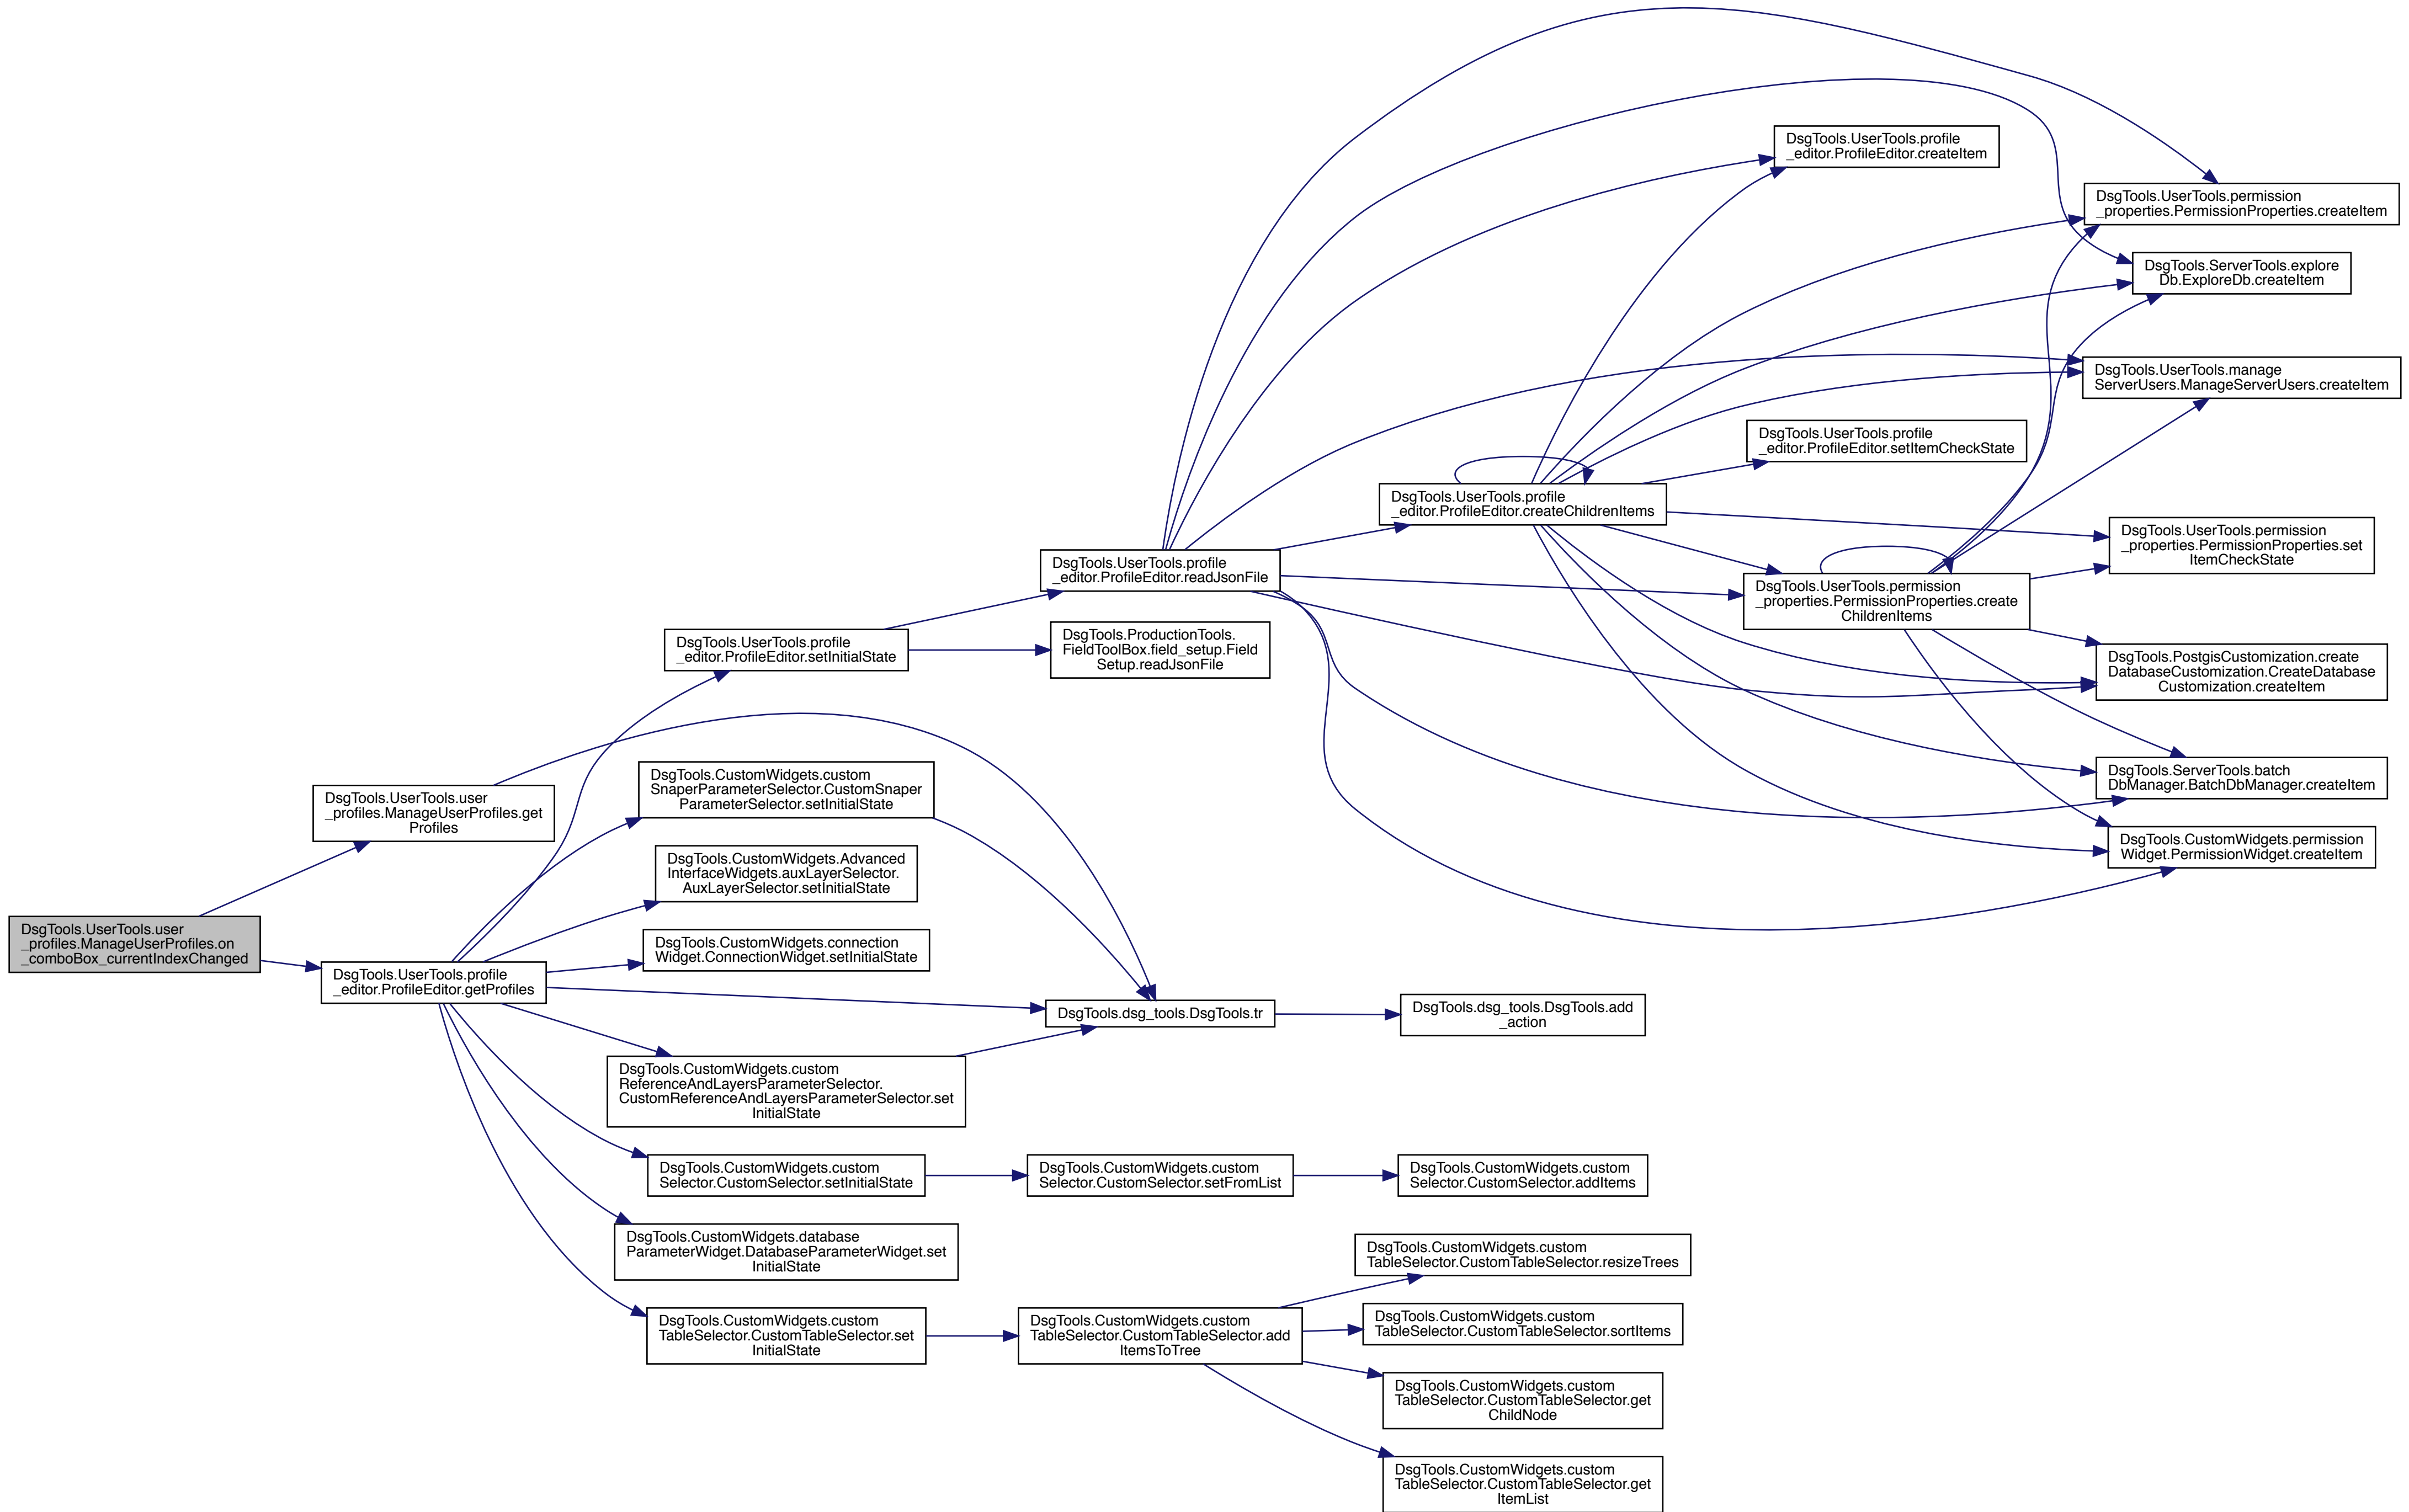 DsgTools.UserTools.user
_profiles.ManageUserProfiles.on
_comboBox_currentIndexChanged
DsgTools.UserTools.user
_profiles.ManageUserProfiles.get
Profiles
DsgTools.UserTools.profile
_editor.ProfileEditor.getProfiles
DsgTools.UserTools.profile
_editor.ProfileEditor.setInitialState
DsgTools.CustomWidgets.custom
SnaperParameterSelector.CustomSnaper
ParameterSelector.setInitialState
DsgTools.CustomWidgets.Advanced
InterfaceWidgets.auxLayerSelector.
AuxLayerSelector.setInitialState
DsgTools.CustomWidgets.connection
Widget.ConnectionWidget.setInitialState
DsgTools.CustomWidgets.custom
ReferenceAndLayersParameterSelector.
CustomReferenceAndLayersParameterSelector.set
InitialState
DsgTools.CustomWidgets.custom
Selector.CustomSelector.setInitialState
DsgTools.CustomWidgets.database
ParameterWidget.DatabaseParameterWidget.set
InitialState
DsgTools.CustomWidgets.custom
TableSelector.CustomTableSelector.set
InitialState
DsgTools.UserTools.profile
_editor.ProfileEditor.readJsonFile
DsgTools.ProductionTools.
FieldToolBox.field_setup.Field
Setup.readJsonFile
DsgTools.dsg_tools.DsgTools.tr
DsgTools.CustomWidgets.custom
Selector.CustomSelector.setFromList
DsgTools.CustomWidgets.custom
TableSelector.CustomTableSelector.add
ItemsToTree
DsgTools.UserTools.profile
_editor.ProfileEditor.createChildrenItems
DsgTools.dsg_tools.DsgTools.add
_action
DsgTools.CustomWidgets.custom
Selector.CustomSelector.addItems
DsgTools.CustomWidgets.custom
TableSelector.CustomTableSelector.resizeTrees
DsgTools.CustomWidgets.custom
TableSelector.CustomTableSelector.sortItems
DsgTools.CustomWidgets.custom
TableSelector.CustomTableSelector.get
ChildNode
DsgTools.CustomWidgets.custom
TableSelector.CustomTableSelector.get
ItemList
DsgTools.UserTools.profile
_editor.ProfileEditor.createItem
DsgTools.UserTools.profile
_editor.ProfileEditor.setItemCheckState
DsgTools.UserTools.permission
_properties.PermissionProperties.create
ChildrenItems
DsgTools.UserTools.permission
_properties.PermissionProperties.createItem
DsgTools.ServerTools.explore
Db.ExploreDb.createItem
DsgTools.UserTools.manage
ServerUsers.ManageServerUsers.createItem
DsgTools.UserTools.permission
_properties.PermissionProperties.set
ItemCheckState
DsgTools.PostgisCustomization.create
DatabaseCustomization.CreateDatabase
Customization.createItem
DsgTools.ServerTools.batch
DbManager.BatchDbManager.createItem
DsgTools.CustomWidgets.permission
Widget.PermissionWidget.createItem